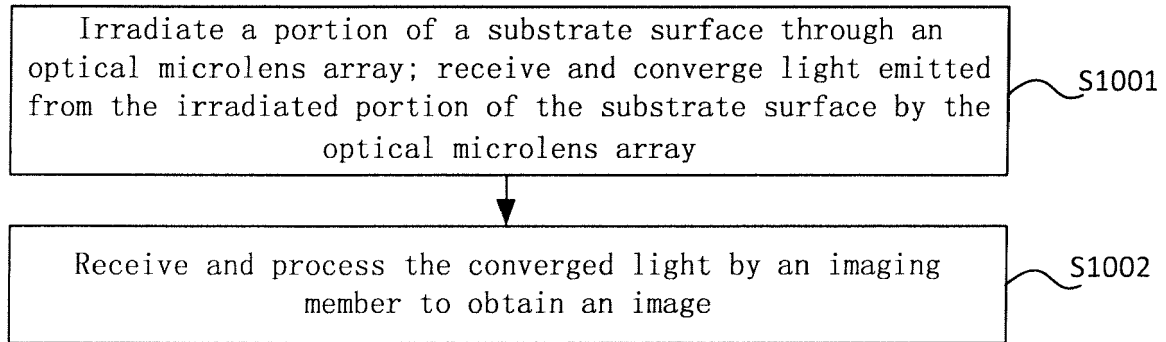 Irradiate a portion of a substrate surface through an
optical microlens array; receive and converge light emitted
from the irradiated portion of the substrate surface by the
optical microlens array
S1001
Receive and process the converged light by an imaging
member to obtain an image
S1002